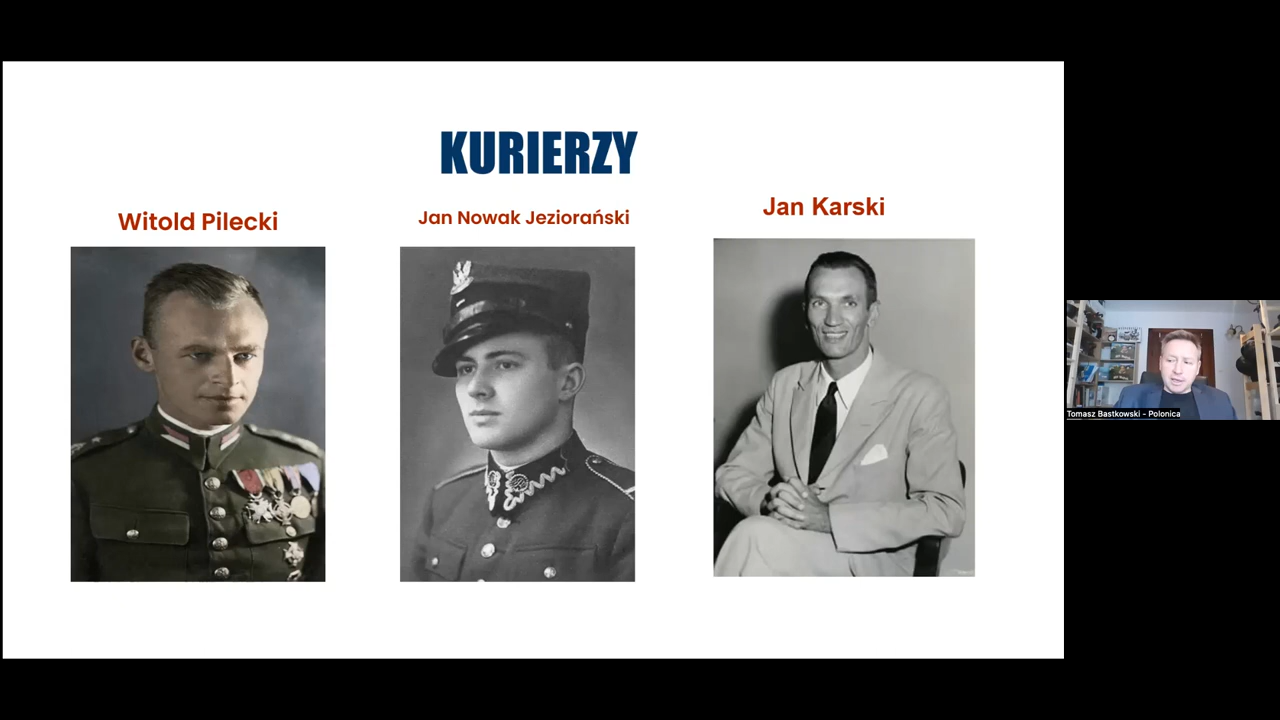 KURIERZY
Witold Pilecki
Jan Nowak Jeziorański
Jan Karski
Tomasz Bastkowski - Polonica